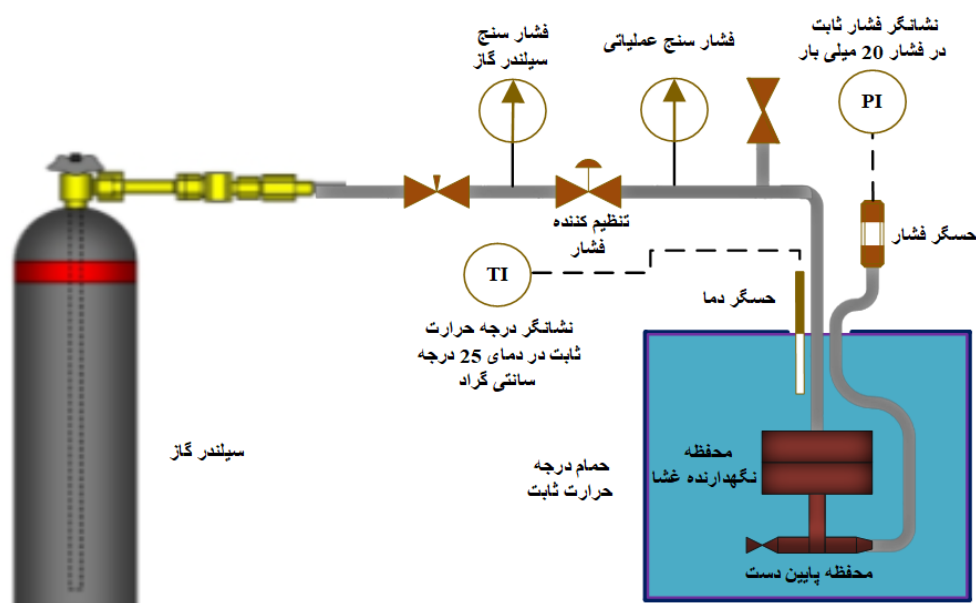 فشار سنج
سیلندر گاز
فشار سنج عملیاتی
نشانگر فشار ثابت
در فشار 20 میلی بار
PI
حسگر فشار
تنظیم کننده
فشار
TI
حسگر دما
نشانگر درجه حرارت
ثابت در دمای 25 درجه
سانتی گراد
سیلندر گاز
حمام درجه
حرارت ثابت
محفظه
نگهدارنده غشا
محفظه پایین دست